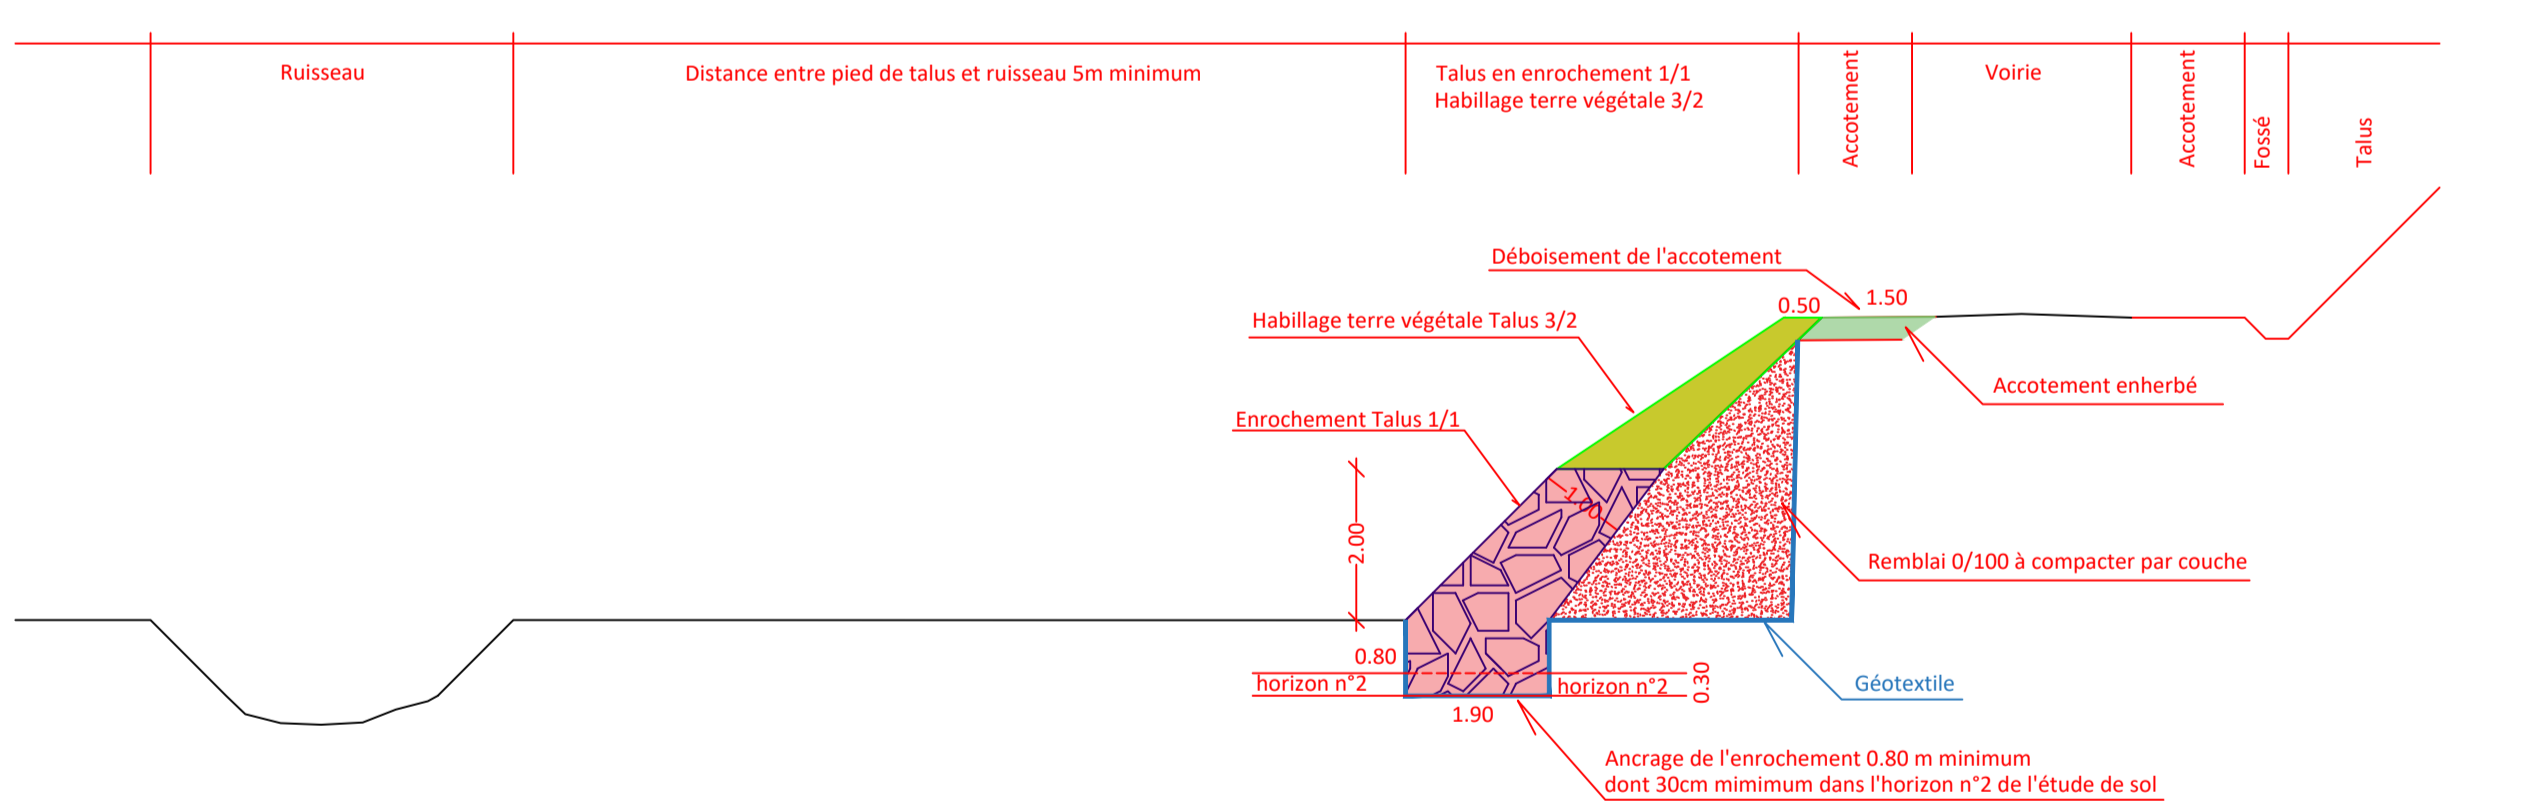 Ruisseau
Distance entre pied de talus et ruisseau 5m minimum
Talus en enrochement 1/1
Habillage terre végétale 3/2
Accotement
Voirie
Accotement
Fossé
Talus
Déboisement de l'accotement
0.50
1.50
Habillage terre végétale Talus 3/2
Accotement enherbé
Enrochement Talus 1/1
1.00
2.00
Remblai 0/100 à compacter par couche
0.80
horizon n°2
horizon n°2
0.30
Géotextile
1.90
Ancrage de l'enrochement 0.80 m minimum
dont 30cm mimimum dans l'horizon n°2 de l'étude de sol